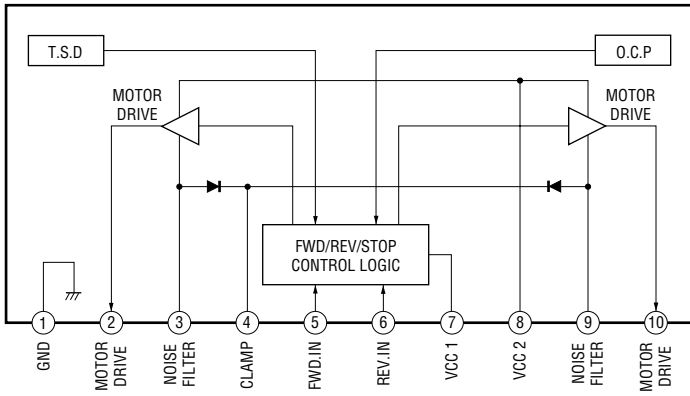 T.S.D
O.C.P
MOTOR
DRIVE
MOTOR
DRIVE
FWD/REV/STOP
CONTROL LOGIC
1
2
3
4
5
6
7
8
9
10
GND
MOTOR
DRIVE
NOISE
FILTER
CLAMP
FWD.IN
REV.IN
VCC 1
VCC 2
NOISE
FILTER
MOTOR
DRIVE